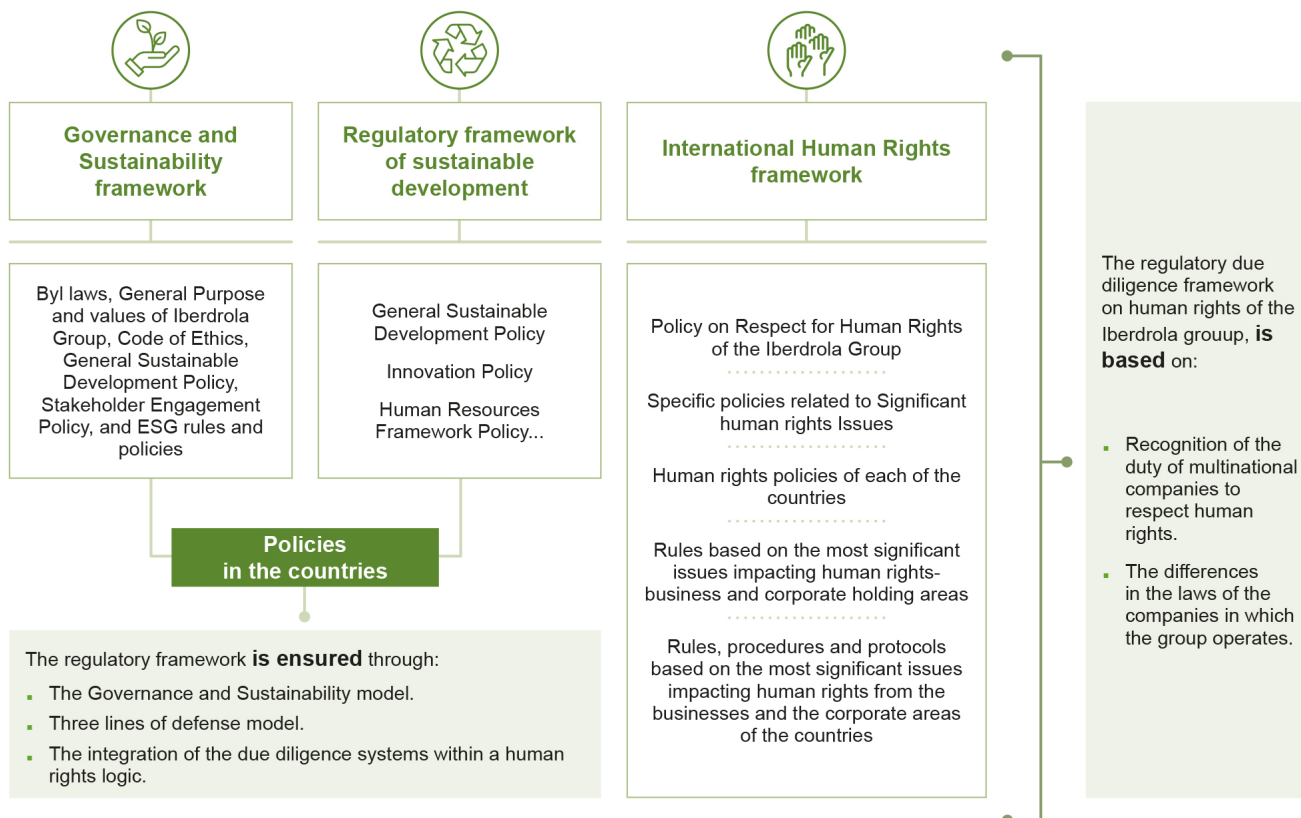 Governance and
Sustainability
framework
Regulatory framework
of sustainable
development
International Human Rights
framework
Byl laws, General Purpose
and values of Iberdrola
Group, Code of Ethics,
General Sustainable
Development Policy,
Stakeholder Engagement
Policy, and ESG rules and
policies
General Sustainable
Development Policy
Innovation Policy
Human Resources
Framework Policy...
Policies
in the countries
The regulatory framework is ensured through:
▪ The Governance and Sustainability model.
▪ Three lines of defense model.
▪ The integration of the due diligence systems within a human
rights logic.
Policy on Respect for Human Rights
of the Iberdrola Group
Specific policies related to Significant
human rights Issues
Human rights policies of each of the
countries
Rules based on the most significant
issues impacting human rights-
business and corporate holding areas
Rules, procedures and protocols
based on the most significant issues
impacting human rights from the
businesses and the corporate areas
of the countries
The regulatory due
diligence framework
on human rights of the
Iberdrola grouup, is
based on:
▪ Recognition of the
duty of multinational
companies to
respect human
rights.
▪ The differences
in the laws of the
companies in which
the group operates.